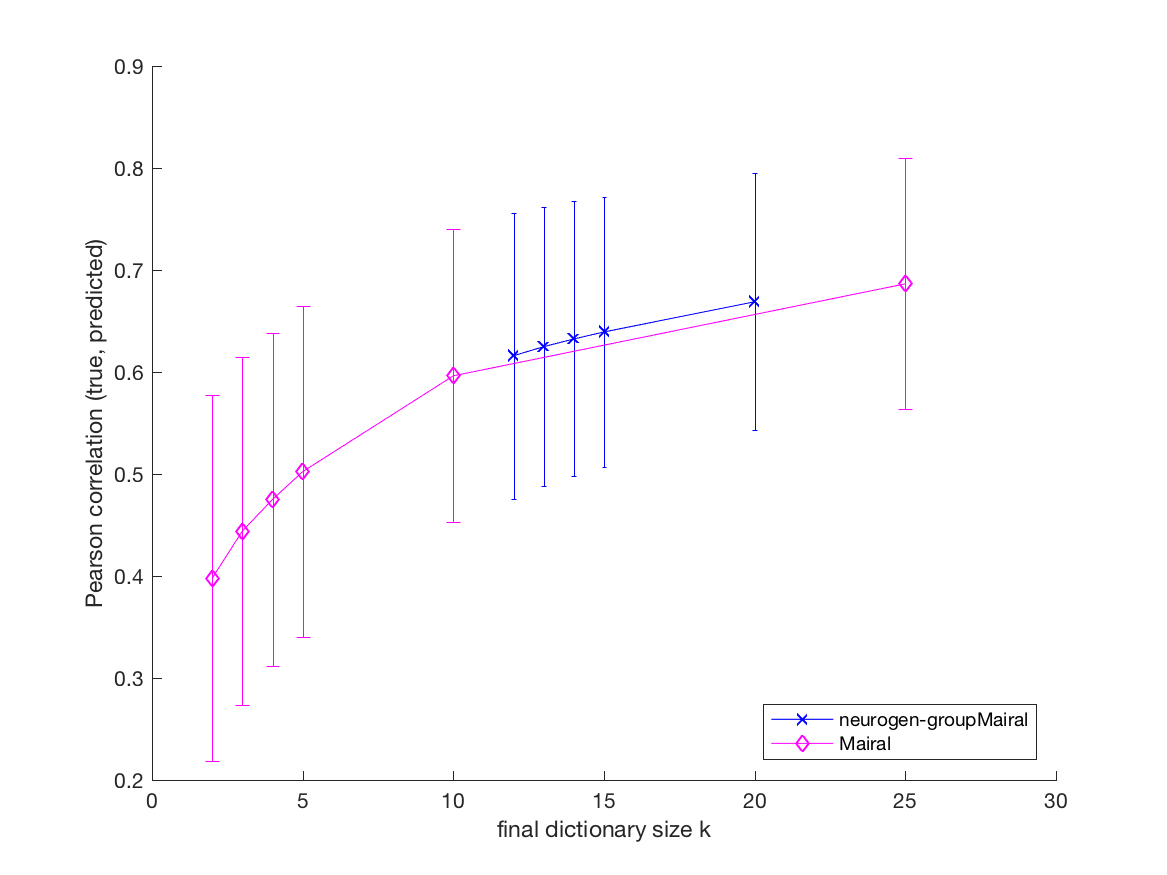 0.9
0.8
0.7
0.6
0.5
0.4
0.3
0.2
Pearson correlation (true, predicted)
neurogen-groupMairal
Mairal
0 5 10 15 20 25 30
final dictionary size k